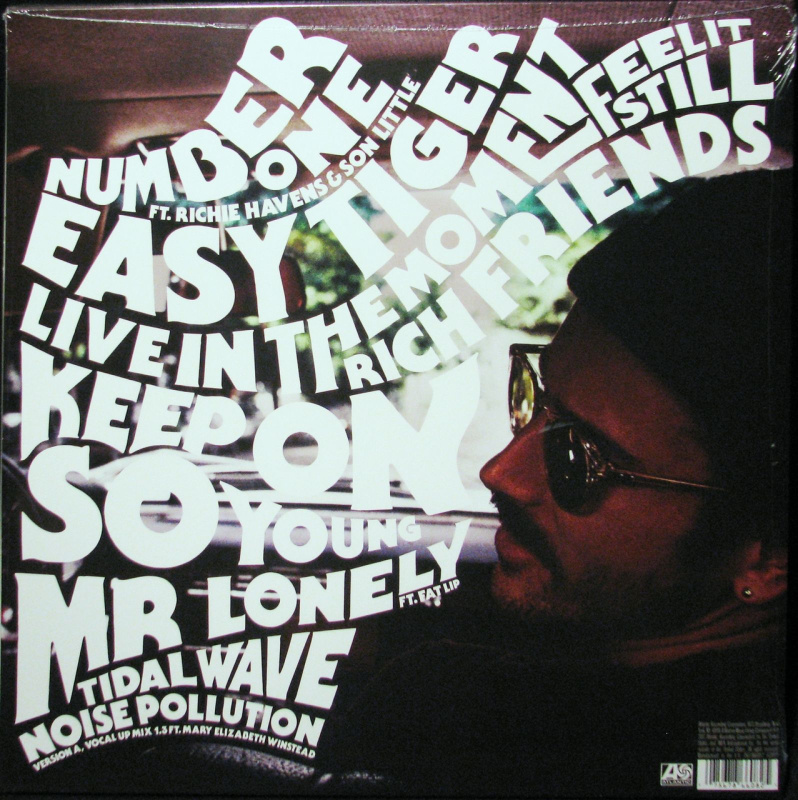 NUMBER ONE
FT. RICHIE HAVENS & SON LITTLE
EASY TIGER
LIVE IN THE MOMENT
FEEL IT STILL
RICH FRIENDS
KEEP ON
SO YOUNG
MR LONELY
FT. FAT LIP
TIDAL WAVE
NOISE POLLUTION
VERSION A, VOCAL UP MIX 1.3 FT. MARY ELIZABETH WINSTEAD
ATLANTIC